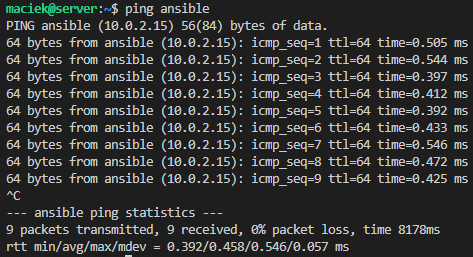 maciek@server:~$ ping ansible
PING ansible (10.0.2.15) 56(84) bytes of data.
64 bytes from ansible (10.0.2.15): icmp_seq=1 ttl=64 time=0.505 ms
64 bytes from ansible (10.0.2.15): icmp_seq=2 ttl=64 time=0.544 ms
64 bytes from ansible (10.0.2.15): icmp_seq=3 ttl=64 time=0.397 ms
64 bytes from ansible (10.0.2.15): icmp_seq=4 ttl=64 time=0.412 ms
64 bytes from ansible (10.0.2.15): icmp_seq=5 ttl=64 time=0.392 ms
64 bytes from ansible (10.0.2.15): icmp_seq=6 ttl=64 time=0.433 ms
64 bytes from ansible (10.0.2.15): icmp_seq=7 ttl=64 time=0.546 ms
64 bytes from ansible (10.0.2.15): icmp_seq=8 ttl=64 time=0.472 ms
64 bytes from ansible (10.0.2.15): icmp_seq=9 ttl=64 time=0.425 ms
^C
--- ansible ping statistics ---
9 packets transmitted, 9 received, 0% packet loss, time 8178ms
rtt min/avg/max/mdev = 0.392/0.458/0.546/0.057 ms